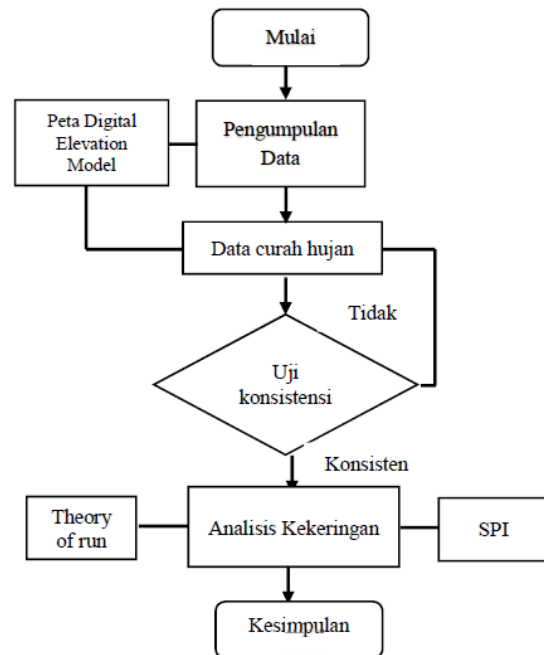 Mulai
Peta Digital
Elevation
Model
Pengumpulan
Data
Data curah hujan
Tidak
Uji
konsistensi
Konsisten
Theory
of run
Analisis Kekeringan
SPI
Kesimpulan